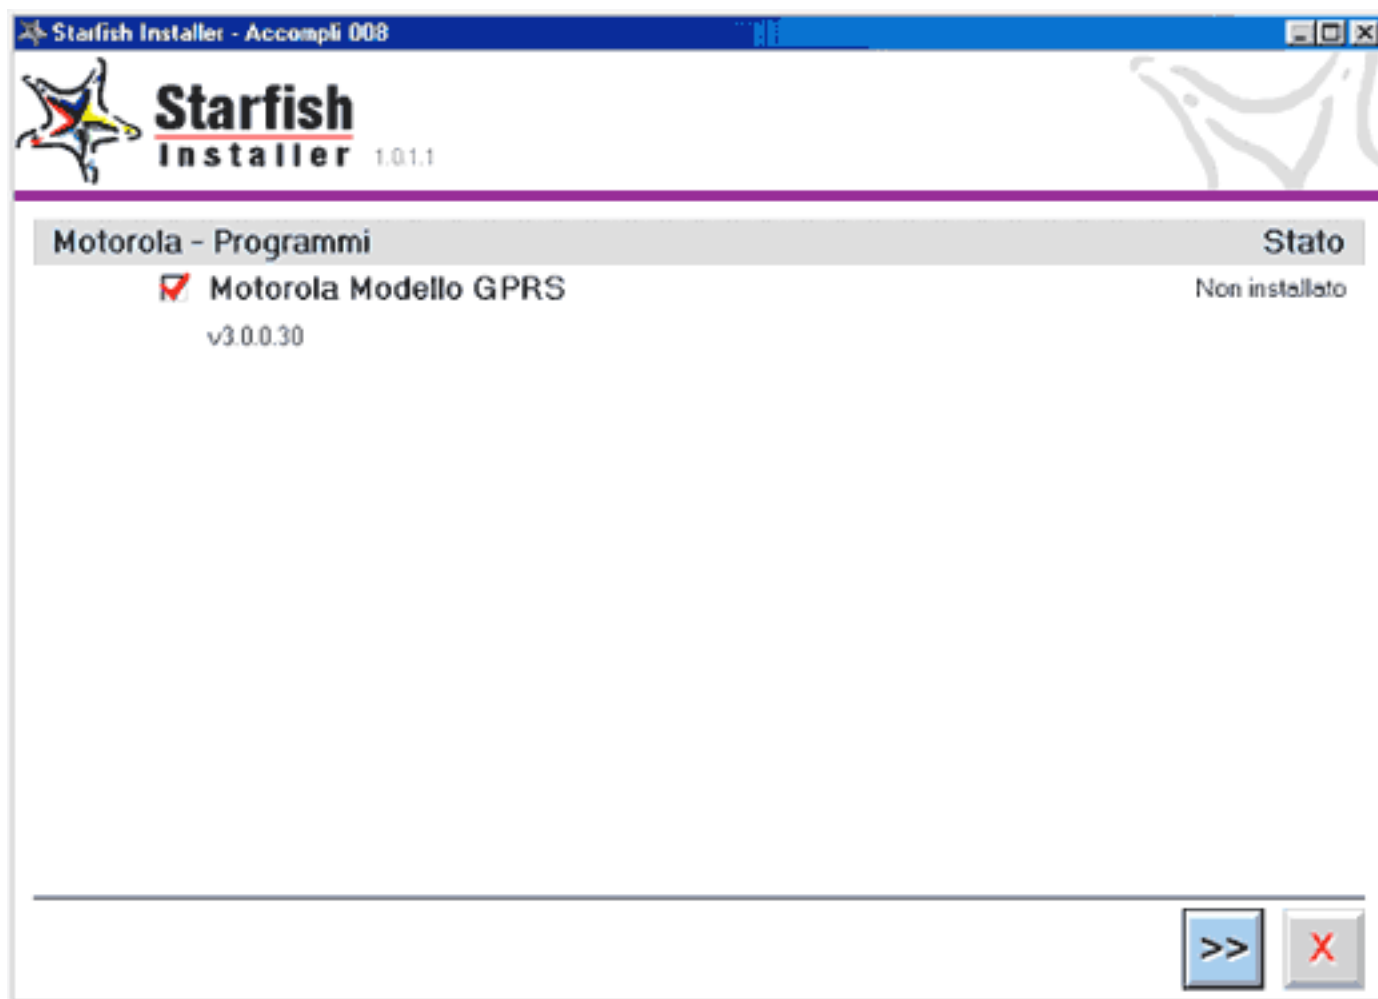 Starfish Installer - Accompli 008
Starfish
Installer 1.0.1.1
Motorola - Programmi Stato
Motorola Modello GPRS Non installato
v3.0.0.30
>> X